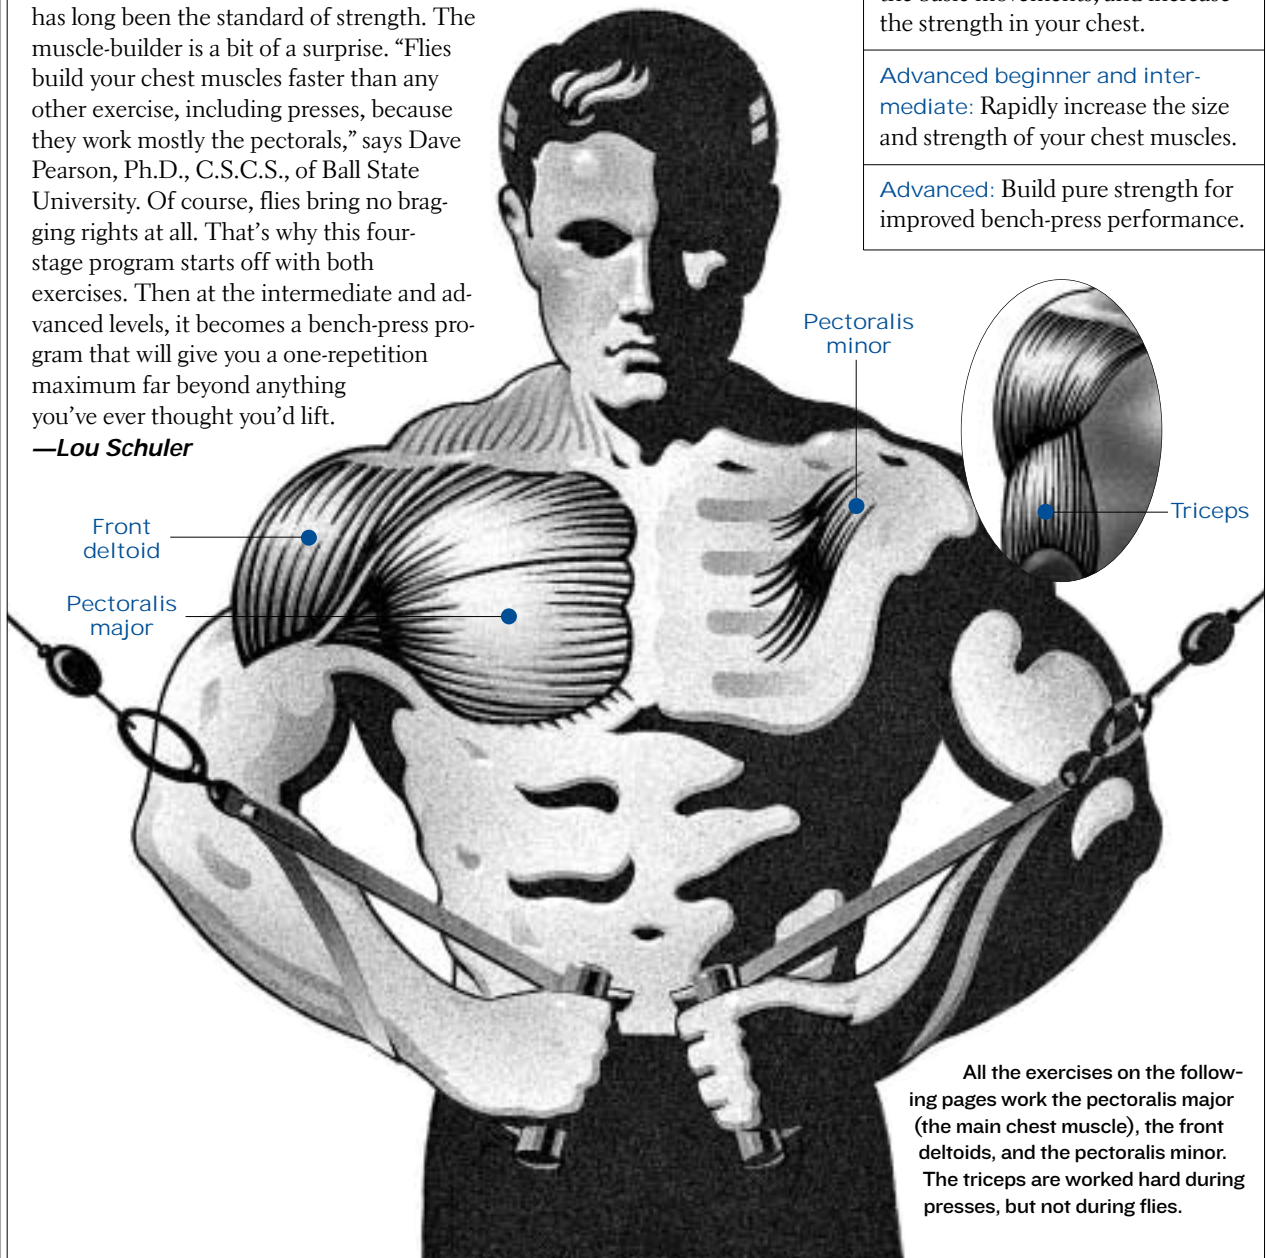 has long been the standard of strength. The
muscle-builder is a bit of a surprise. “Flies
build your chest muscles faster than any
other exercise, including presses, because
they work mostly the pectorals,” says Dave
Pearson, Ph.D., C.S.C.S., of Ball State
University. Of course, flies bring no brag-
ging rights at all. That’s why this four-
stage program starts off with both
exercises. Then at the intermediate and ad-
vanced levels, it becomes a bench-press pro-
gram that will give you a one-repetition
maximum far beyond anything
you’ve ever thought you’d lift.
—Lou Schuler
the basic movements, and increase
the strength in your chest.
Advanced beginner and inter-
mediate: Rapidly increase the size
and strength of your chest muscles.
Advanced: Build pure strength for
improved bench-press performance.
Pectoralis
minor
Triceps
Front
deltoid
Pectoralis
major
All the exercises on the follow-
ing pages work the pectoralis major
(the main chest muscle), the front
deltoids, and the pectoralis minor.
The triceps are worked hard during
presses, but not during flies.